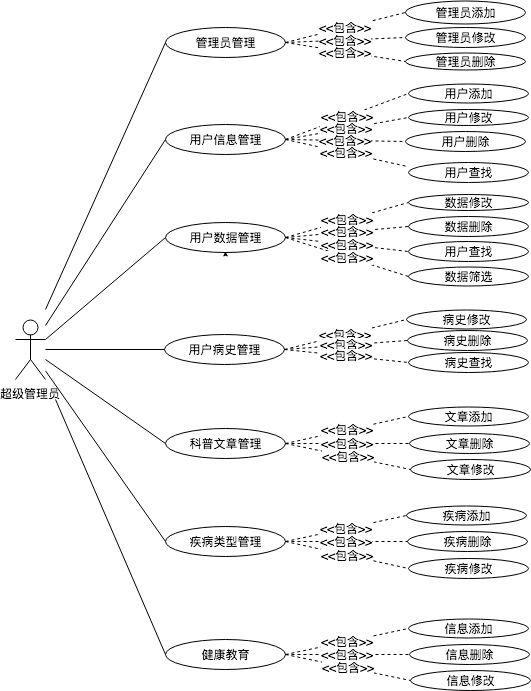 管理员管理
<<包含>>
<<包含>>
<<包含>>
管理员添加
管理员修改
管理员删除
用户信息管理
<<包含>>
<<包含>>
<<包含>>
<<包含>>
用户添加
用户修改
用户删除
用户查找
用户数据管理
<<包含>>
<<包含>>
<<包含>>
<<包含>>
数据修改
数据删除
用户查找
数据筛选
用户病史管理
<<包含>>
<<包含>>
<<包含>>
病史修改
病史删除
病史查找
超级管理员
科普文章管理
<<包含>>
<<包含>>
<<包含>>
文章添加
文章删除
文章修改
疾病类型管理
<<包含>>
<<包含>>
<<包含>>
疾病添加
疾病删除
疾病修改
健康教育
<<包含>>
<<包含>>
<<包含>>
信息添加
信息删除
信息修改